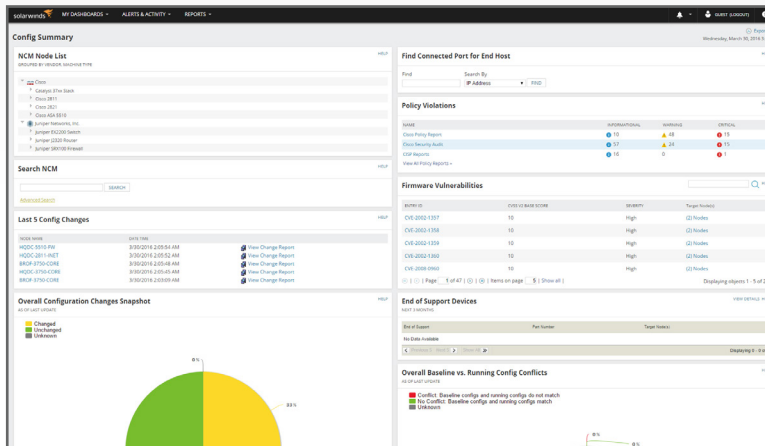 solarwinds MY DASHBOARDS ALERTS & ACTIVITY REPORTS GUEST (LOGOUT)
Config Summary
Wednesday, March 30, 2016
NCM Node List
HELP
GROUPED BY VENDOR, MACHINE TYPE
Cisco
Catalyst 37xx Stack
Cisco 2811
Cisco 2821
Cisco ASA 5510
Juniper Networks, Inc.
Juniper EX2200 Switch
Juniper J2320 Router
Juniper SRX100 Firewall
Search NCM
HELP
SEARCH
Advanced Search
Last 5 Config Changes
HELP
NODE NAME DATE TIME
HQDC-5510-FW 3/30/2016 2:05:54 AM View Change Report
HQDC-2811-INET 3/30/2016 2:05:52 AM View Change Report
BROF-3750-CORE 3/30/2016 2:05:48 AM View Change Report
HQDC-3750-CORE 3/30/2016 2:05:45 AM View Change Report
BROF-3750-CORE 3/30/2016 2:03:09 AM View Change Report
Overall Configuration Changes Snapshot
HELP
AS OF LAST UPDATE
Changed
Unchanged
Unknown
Find Connected Port for End Host
Find Search By
IP Address FIND
Policy Violations
NAME INFORMATIONAL WARNING CRITICAL
Cisco Policy Report 10 48 15
Cisco Security Audit 57 24 15
CISP Reports 18 0 1
View All Policy Reports »
Firmware Vulnerabilities
ENTRY ID CVSS V2 BASE SCORE SEVERITY Target Node(s)
CVE-2002-1357 10 High (2) Nodes
CVE-2002-1358 10 High (2) Nodes
CVE-2002-1359 10 High (2) Nodes
CVE-2002-1360 10 High (2) Nodes
CVE-2008-0960 10 High (2) Nodes
Page 1 of 47 Items on page 5 Show all Displaying objects 1 - 5 of
End of Support Devices
VIEW DETAILS
NEXT 3 MONTHS
End of Support Part Number Target Node(s)
No Data Available
Displaying 0 - 0
Overall Baseline vs. Running Config Conflicts
AS OF LAST UPDATE
Conflict: Baseline configs and running configs do not match
No Conflict: Baseline configs and running configs match
Unknown